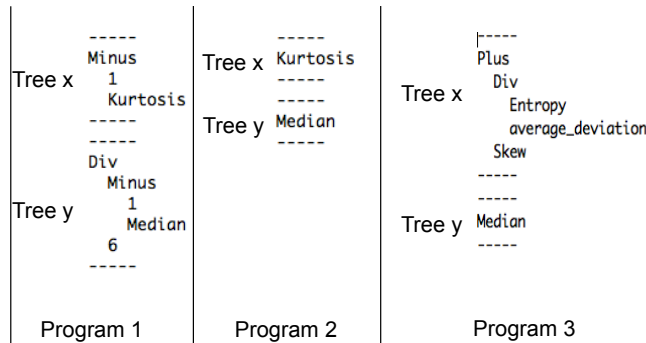 -----
Minus
1
Kurtosis
-----
Tree x
-----
Div
Minus
1
Median
6
-----
Tree y
Program 1
-----
Tree x Kurtosis
-----
-----
Tree y Median
-----
Program 2
-----
Plus
Div
Entropy
average_deviation
Skew
-----
Tree x
-----
Tree y Median
-----
Program 3